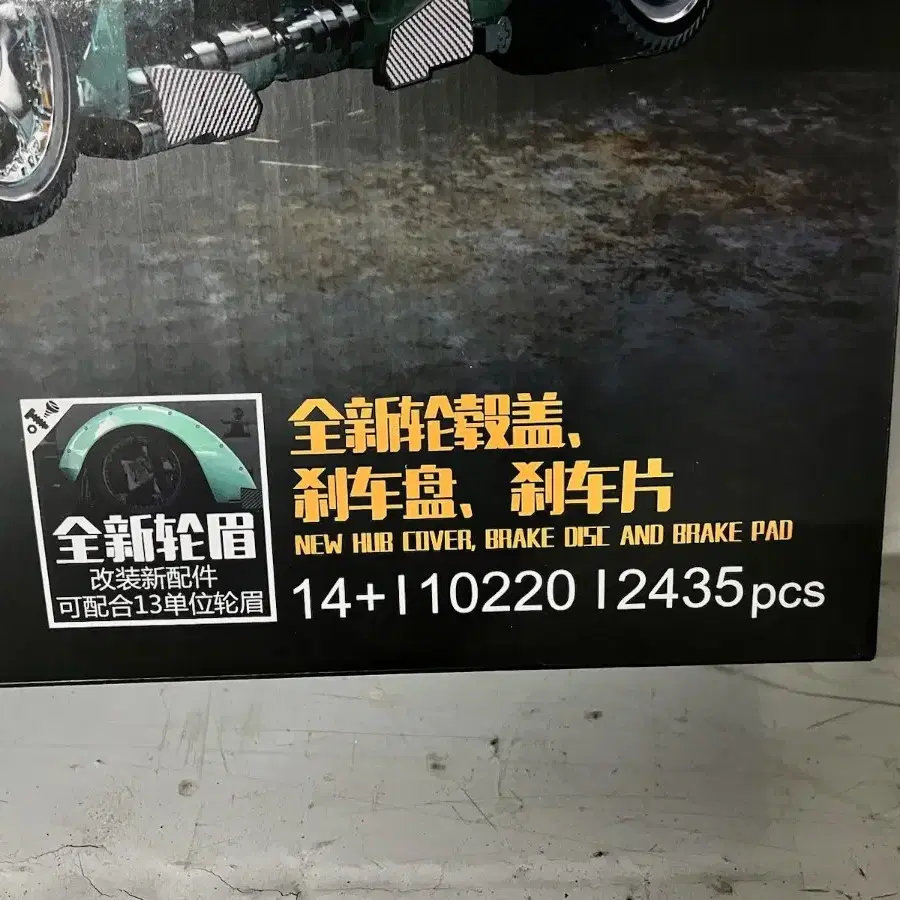 全新轮眉
改装新配件
可配合13单位轮眉
全新轮毂盖、
刹车盘、刹车片
NEW HUB COVER, BRAKE DISC AND BRAKE PAD
14+|10220|2435pcs